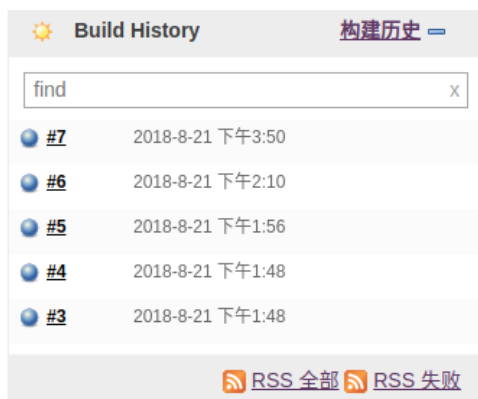 Build History 构建历史
find x
#7 2018-8-21 下午3:50
#6 2018-8-21 下午2:10
#5 2018-8-21 下午1:56
#4 2018-8-21 下午1:48
#3 2018-8-21 下午1:48
RSS 全部 RSS 失败